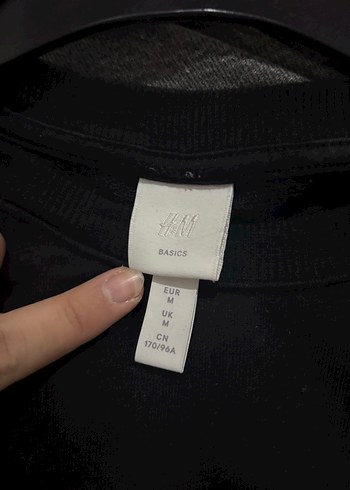 H&M
BASICS
EUR
M
UK
M
CN
170/96A